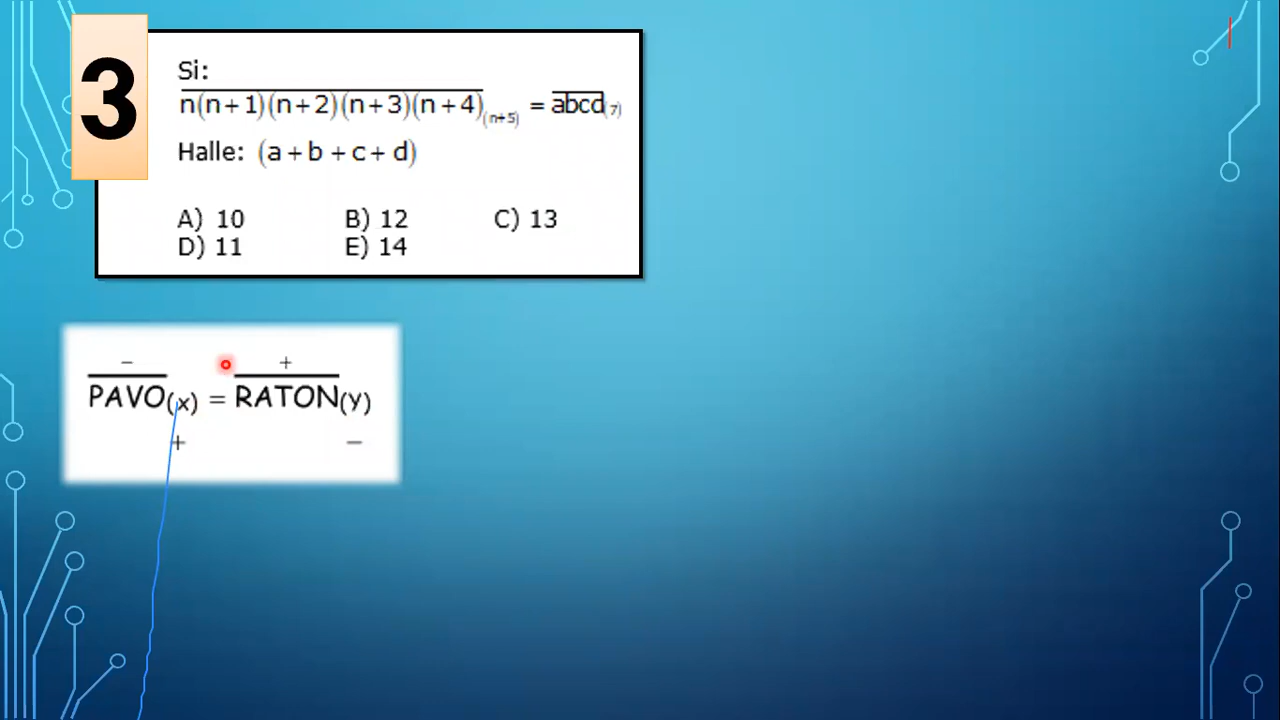 3
Si:
n(n+1)(n+2)(n+3)(n+4)(n+5) = abcd(7)
Halle: (a+b+c+d)
A) 10 B) 12 C) 13
D) 11 E) 14
− +
PAVO(x) = RATON(y)
+ −